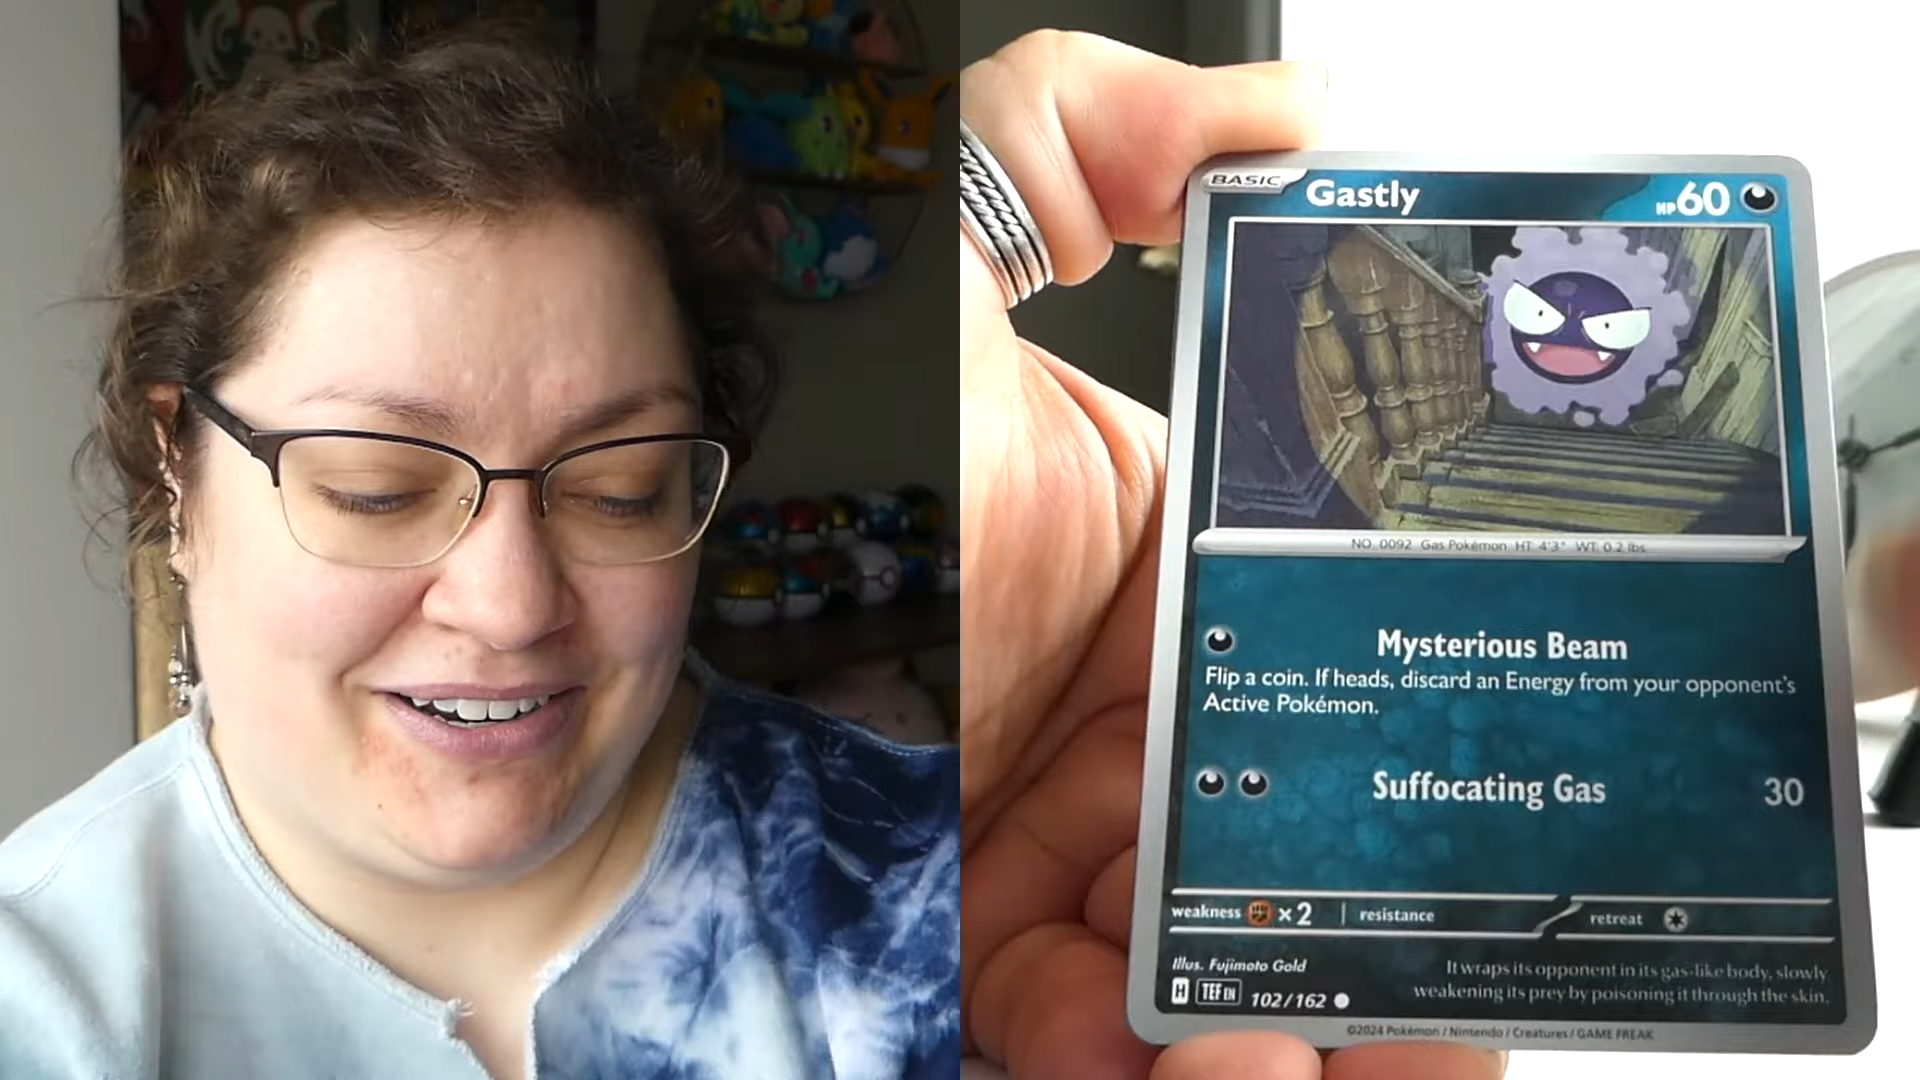 BASIC Gastly HP60
NO. 0092 Gas Pokémon HT: 4'3" WT: 0.2 lbs.
Mysterious Beam
Flip a coin. If heads, discard an Energy from your opponent's
Active Pokémon.
Suffocating Gas 30
weakness ×2 resistance retreat
Illus. Fujimoto Gold
It wraps its opponent in its gas-like body, slowly
weakening its prey by poisoning it through the skin.
H TEF EN 102/162
©2024 Pokémon / Nintendo / Creatures / GAME FREAK